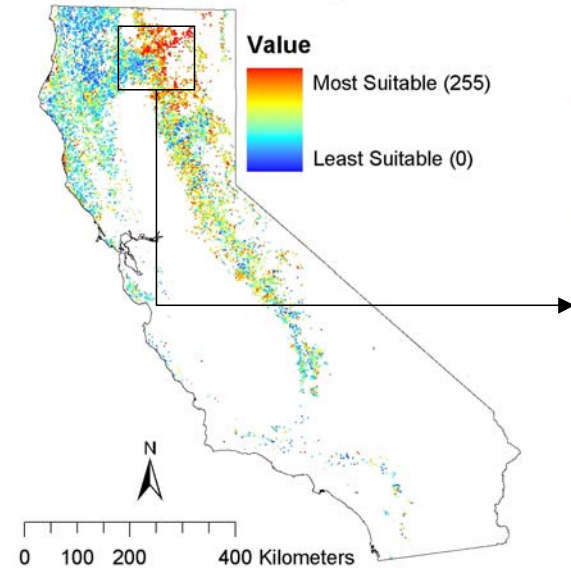 Value
Most Suitable (255)
Least Suitable (0)
N
0 100 200 400 Kilometers